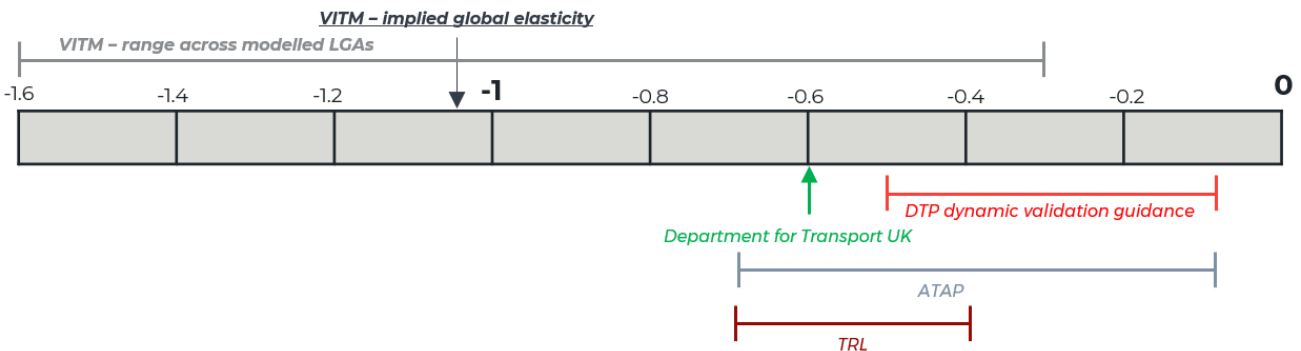 VITM – implied global elasticity
VITM – range across modelled LGAs
-1.6 -1.4 -1.2 -1 -0.8 -0.6 -0.4 -0.2 0
DTP dynamic validation guidance
Department for Transport UK
ATAP
TRL